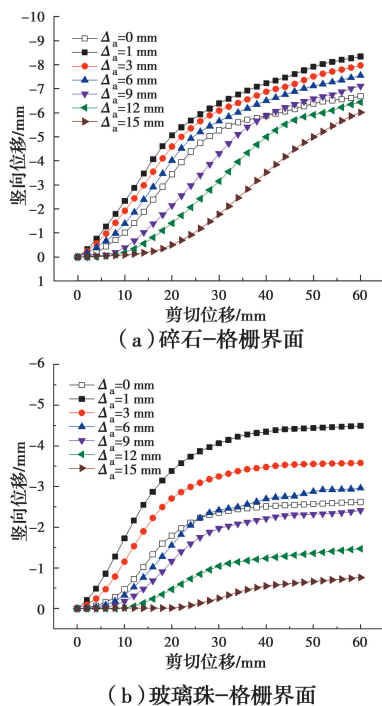 -10
-9
-8
-7
-6
-5
-4
-3
-2
-1
0
1
竖向位移/mm
Δa=0 mm
Δa=1 mm
Δa=3 mm
Δa=6 mm
Δa=9 mm
Δa=12 mm
Δa=15 mm
0 10 20 30 40 50 60
剪切位移/mm
(a)碎石-格栅界面
-6
-5
-4
-3
-2
-1
0
竖向位移/mm
Δa=0 mm
Δa=1 mm
Δa=3 mm
Δa=6 mm
Δa=9 mm
Δa=12 mm
Δa=15 mm
0 10 20 30 40 50 60
剪切位移/mm
(b)玻璃珠-格栅界面